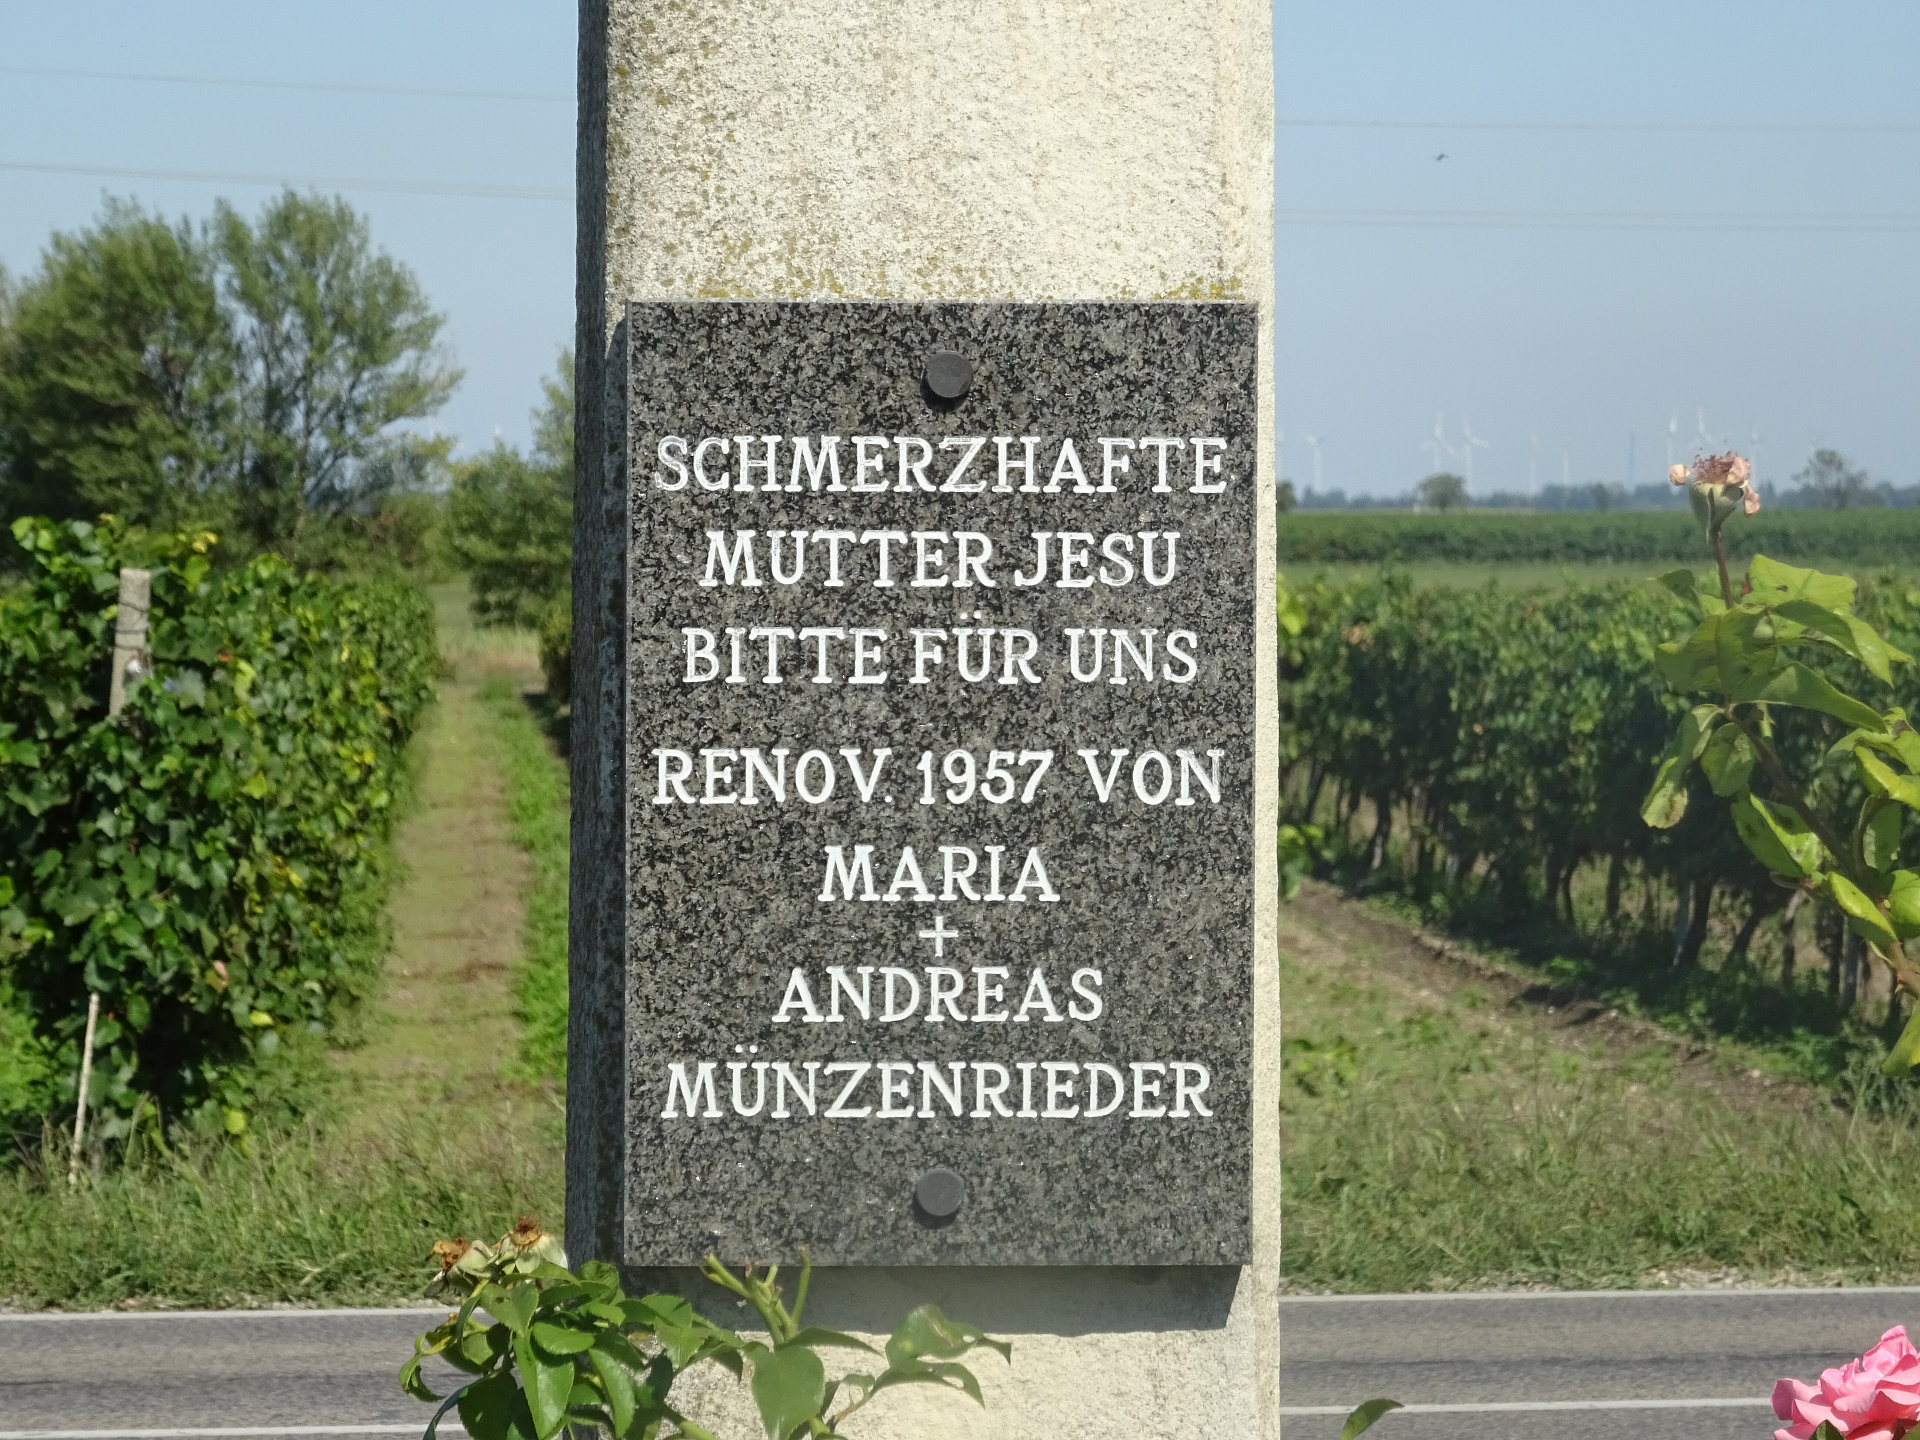 SCHMERZHAFTE
MUTTER JESU
BITTE FÜR UNS
RENOV. 1957 VON
MARIA
+
ANDREAS
MÜNZENRIEDER